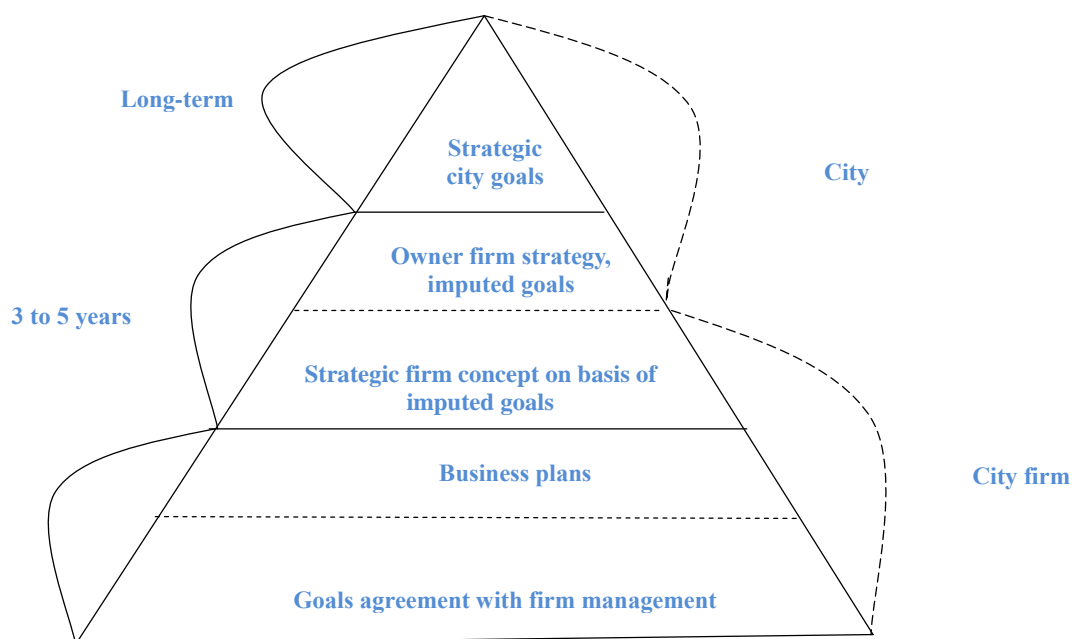 Long-term
Strategic
city goals
City
Owner firm strategy,
imputed goals
3 to 5 years
Strategic firm concept on basis of
imputed goals
Business plans
City firm
Goals agreement with firm management